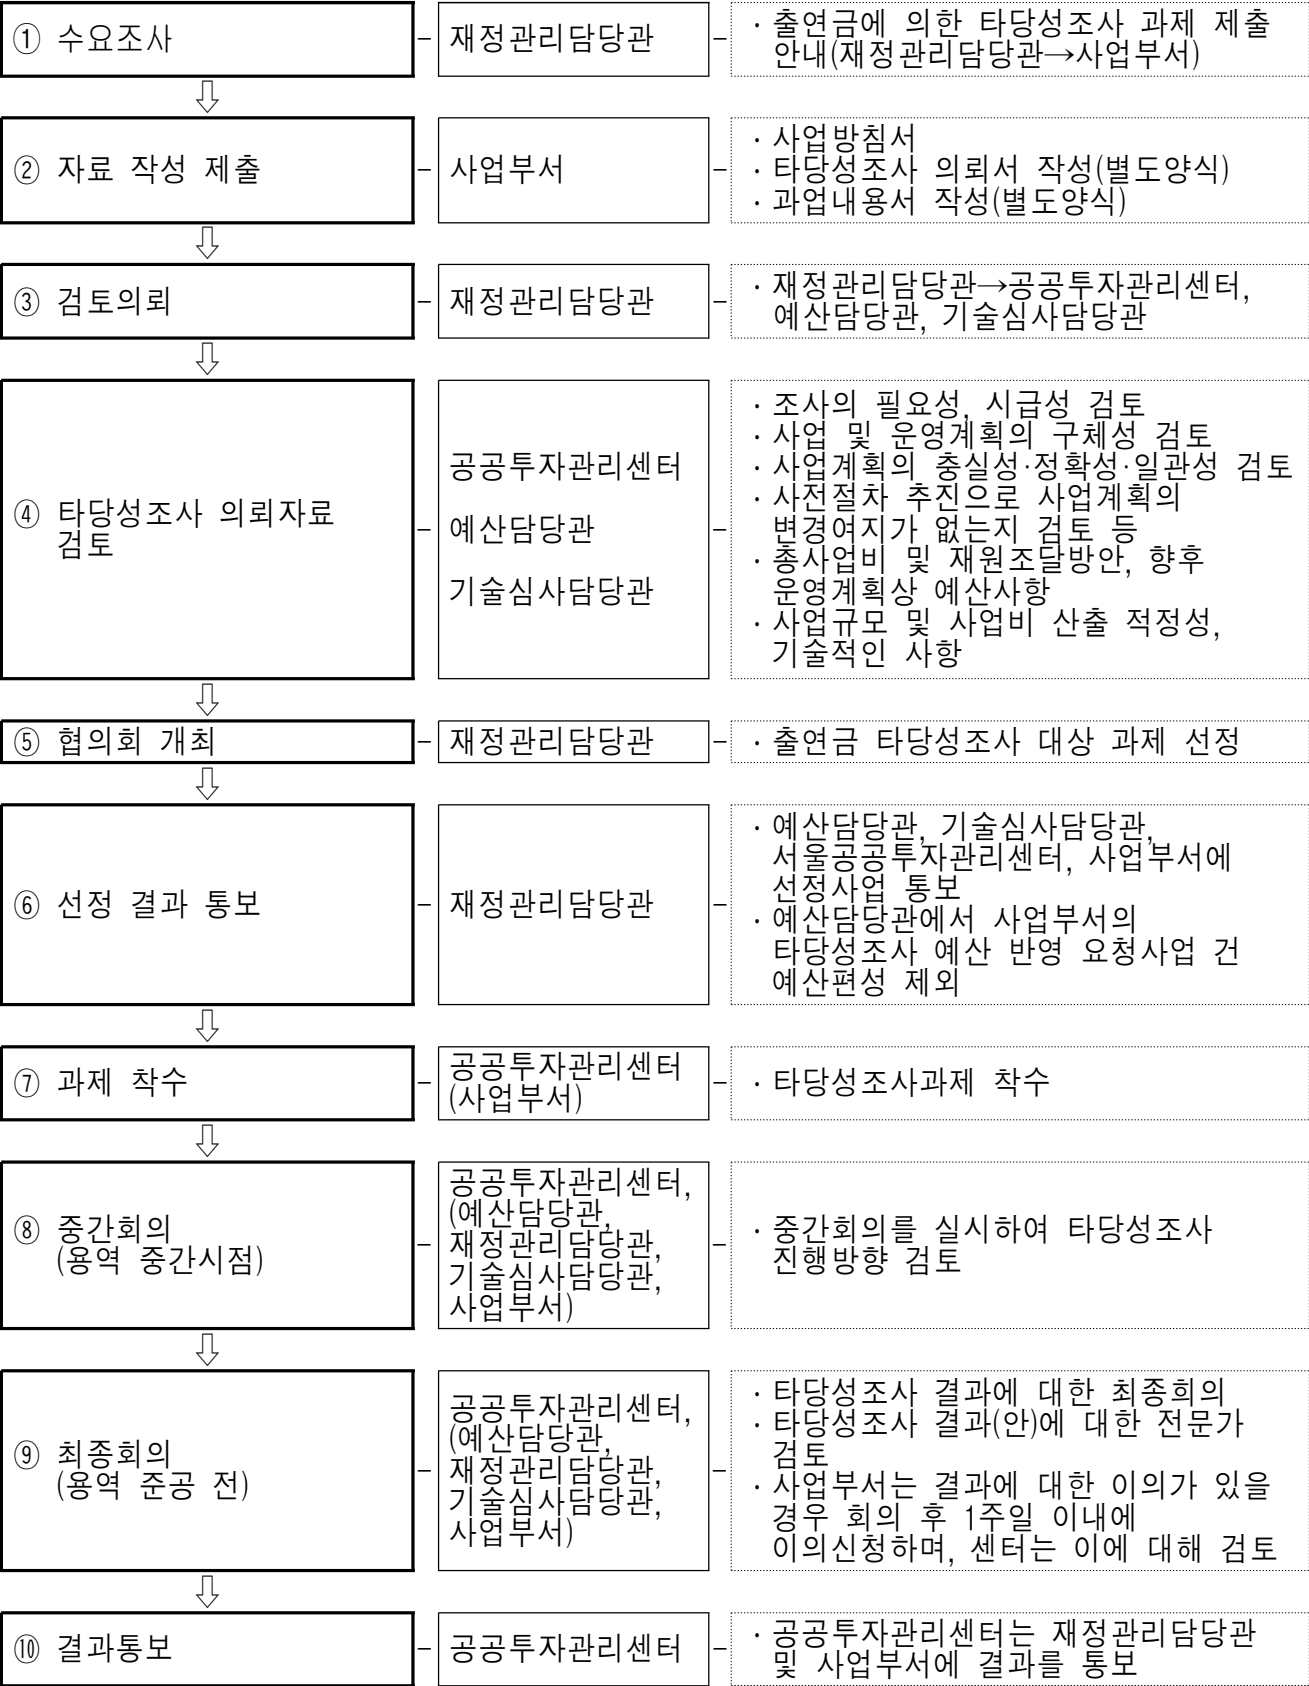 ① 수요조사
–
재정관리담당관
–
· 출연금에 의한 타당성조사 과제 제출
안내(재정관리담당관→사업부서)
⇩
② 자료 작성 제출
–
사업부서
–
· 사업방침서
· 타당성조사 의뢰서 작성(별도양식)
· 과업내용서 작성(별도양식)
⇩
③ 검토의뢰
–
재정관리담당관
–
· 재정관리담당관→공공투자관리센터,
예산담당관, 기술심사담당관
⇩
④ 타당성조사 의뢰자료
검토
–
공공투자관리센터
예산담당관
기술심사담당관
–
· 조사의 필요성, 시급성 검토
· 사업 및 운영계획의 구체성 검토
· 사업계획의 충실성·정확성·일관성 검토
· 사전절차 추진으로 사업계획의
변경여지가 없는지 검토 등
· 총사업비 및 재원조달방안, 향후
운영계획상 예산사항
· 사업규모 및 사업비 산출 적정성,
기술적인 사항
⇩
⑤ 협의회 개최
–
재정관리담당관
–
· 출연금 타당성조사 대상 과제 선정
⇩
⑥ 선정 결과 통보
–
재정관리담당관
–
· 예산담당관, 기술심사담당관,
서울공공투자관리센터, 사업부서에
선정사업 통보
· 예산담당관에서 사업부서의
타당성조사 예산 반영 요청사업 건
예산편성 제외
⇩
⑦ 과제 착수
–
공공투자관리센터
(사업부서)
–
· 타당성조사과제 착수
⇩
⑧ 중간회의
(용역 중간시점)
–
공공투자관리센터,
(예산담당관,
재정관리담당관,
기술심사담당관,
사업부서)
–
· 중간회의를 실시하여 타당성조사
진행방향 검토
⇩
⑨ 최종회의
(용역 준공 전)
–
공공투자관리센터,
(예산담당관,
재정관리담당관,
기술심사담당관,
사업부서)
–
· 타당성조사 결과에 대한 최종희의
· 타당성조사 결과(안)에 대한 전문가
검토
· 사업부서는 결과에 대한 이의가 있을
경우 회의 후 1주일 이내에
이의신청하며, 센터는 이에 대해 검토
⇩
⑩ 결과통보
–
공공투자관리센터
–
· 공공투자관리센터는 재정관리담당관
및 사업부서에 결과를 통보